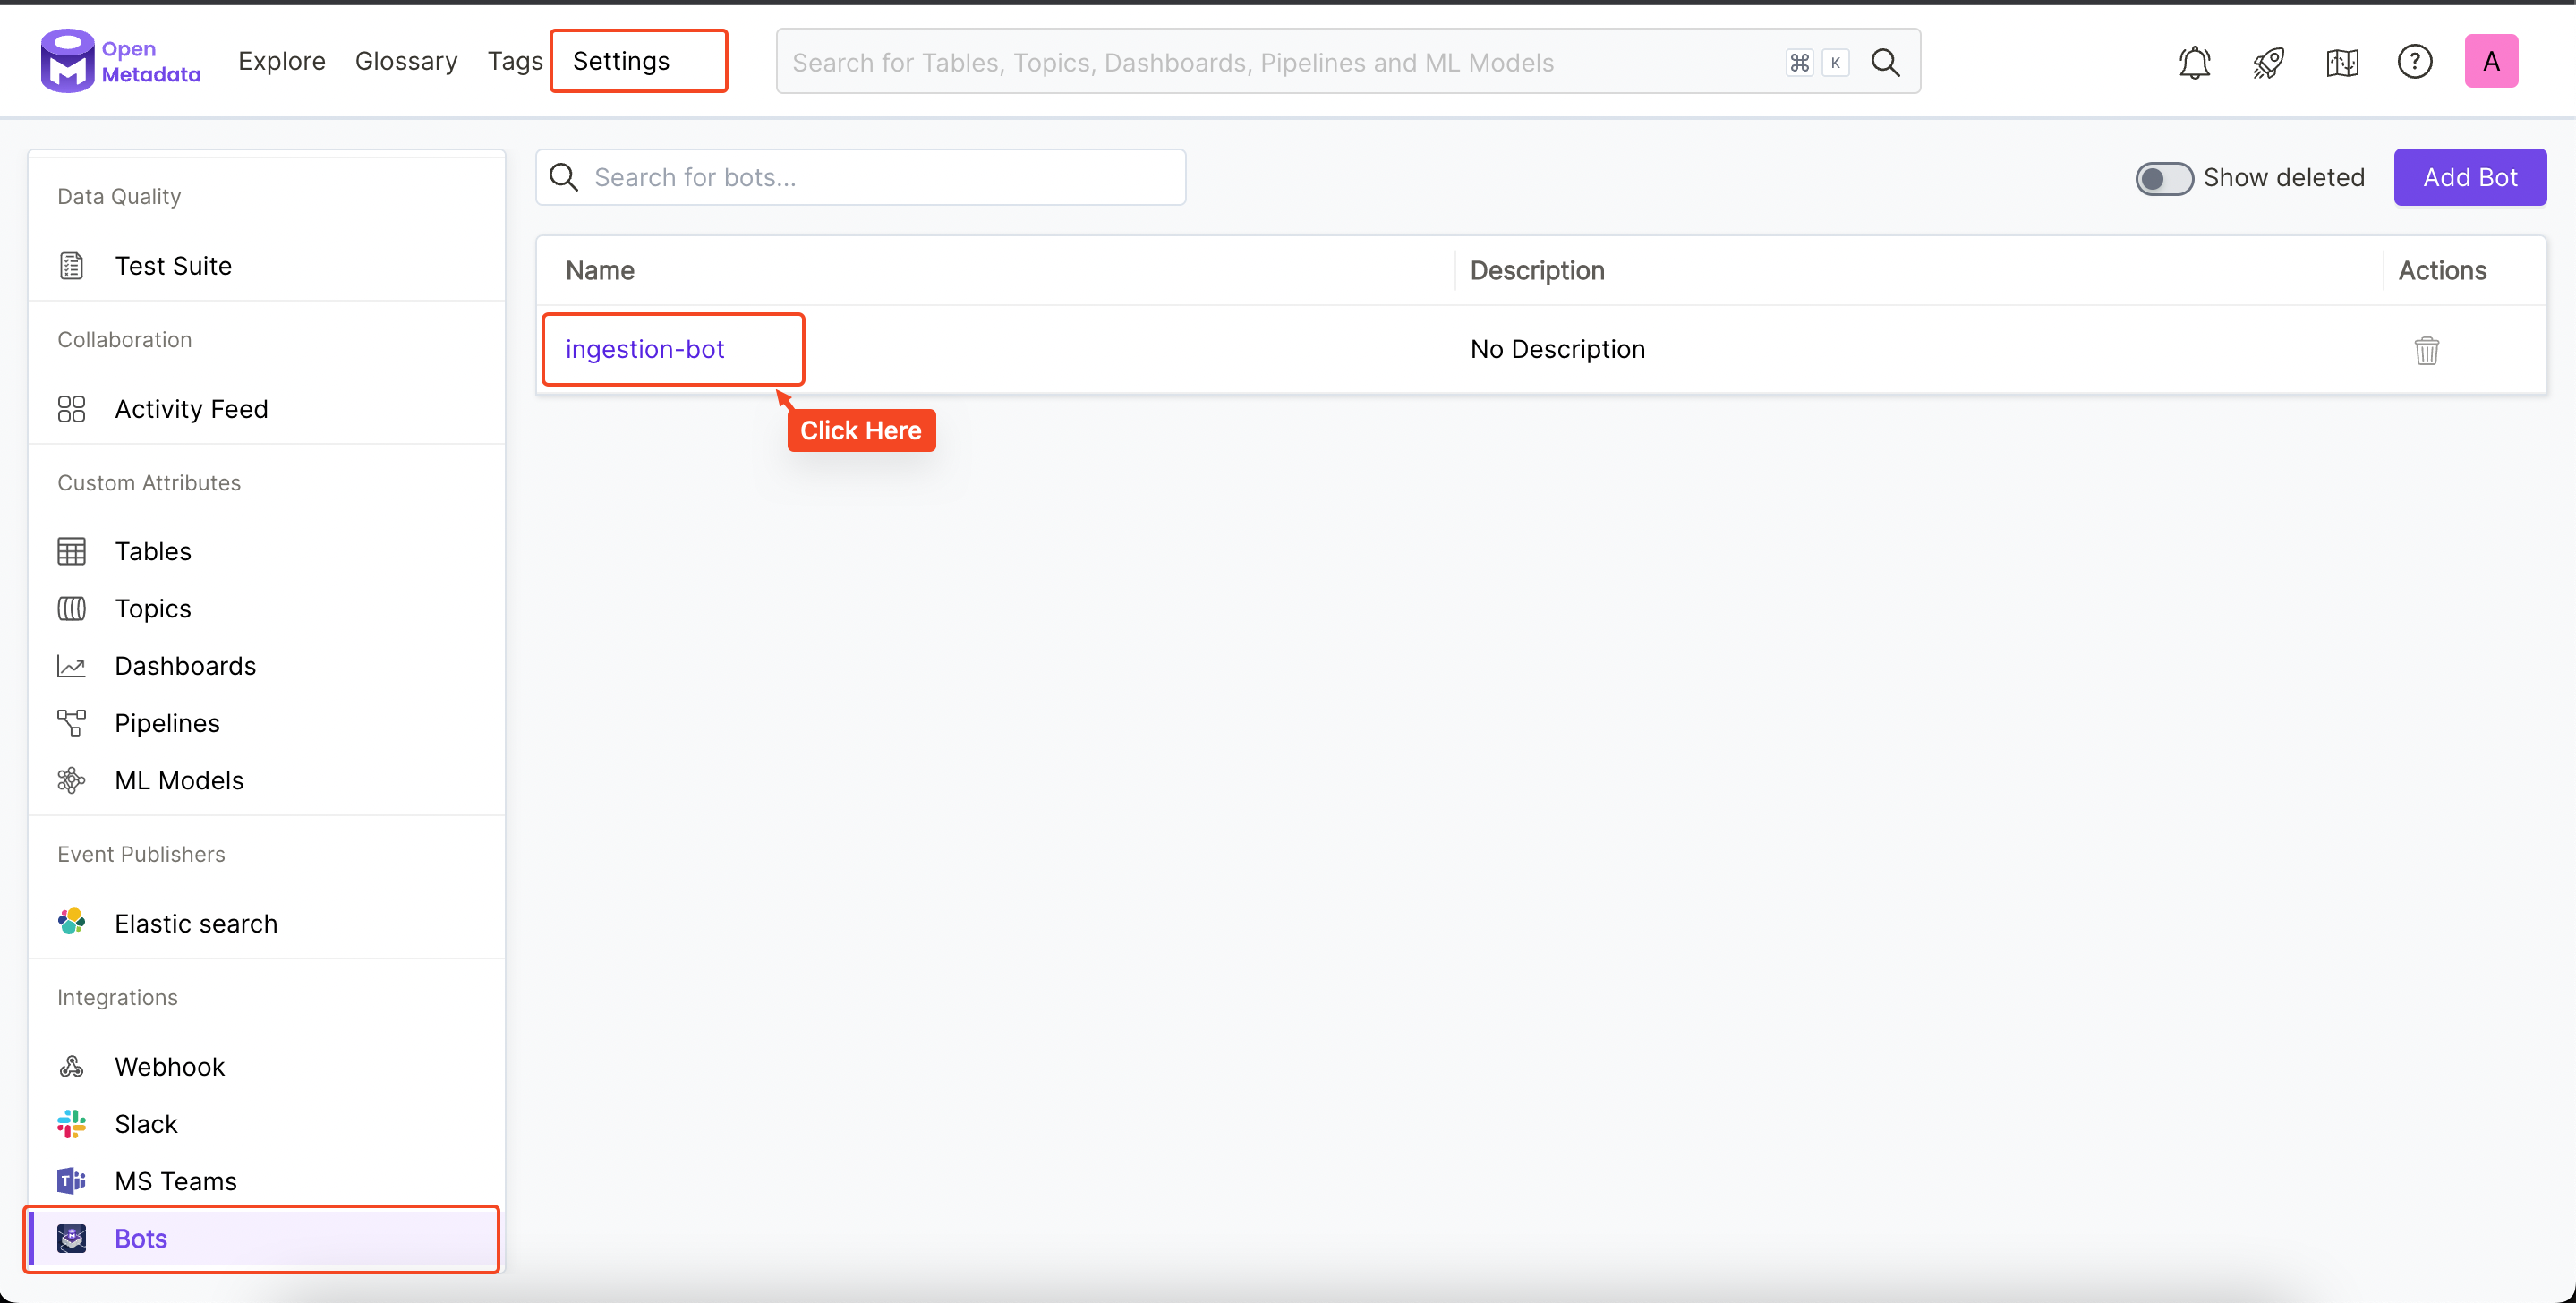 Open
Metadata
Explore Glossary Tags Settings
Search for Tables, Topics, Dashboards, Pipelines and ML Models ⌘ K
?
A
Data Quality
Test Suite
Collaboration
Activity Feed
Custom Attributes
Tables
Topics
Dashboards
Pipelines
ML Models
Event Publishers
Elastic search
Integrations
Webhook
Slack
MS Teams
Bots
Search for bots...
Show deleted
Add Bot
Name Description Actions
ingestion-bot No Description
Click Here